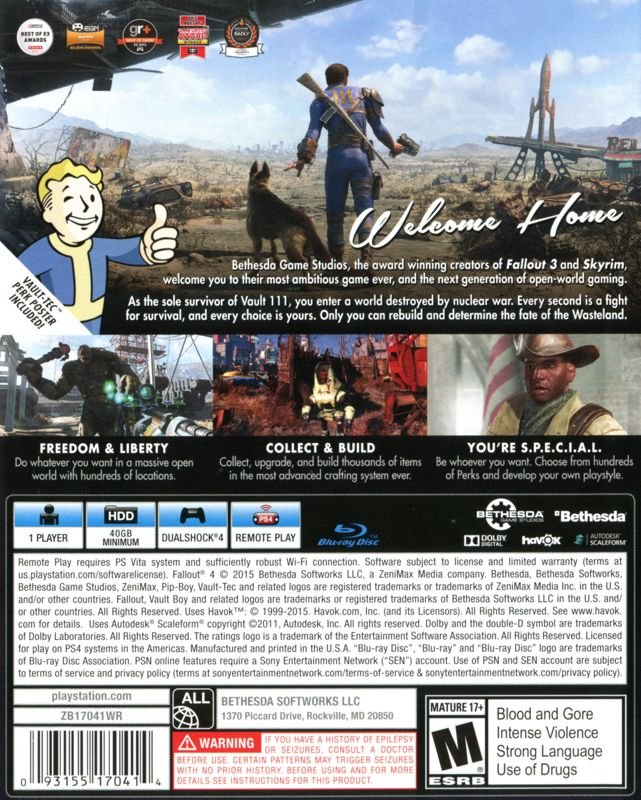 BEST OF E3
AWARDS
EGM
gr+
BADLY
Welcome Home
VAULT-TEC™
PERK POSTER
INCLUDED!
Bethesda Game Studios, the award winning creators of Fallout 3 and Skyrim,
welcome you to their most ambitious game ever, and the next generation of open-world gaming.
As the sole survivor of Vault 111, you enter a world destroyed by nuclear war. Every second is a fight
for survival, and every choice is yours. Only you can rebuild and determine the fate of the Wasteland.
FREEDOM & LIBERTY
Do whatever you want in a massive open
world with hundreds of locations.
COLLECT & BUILD
Collect, upgrade, and build thousands of items
in the most advanced crafting system ever.
YOU'RE S.P.E.C.I.A.L.
Be whoever you want. Choose from hundreds
of Perks and develop your own playstyle.
1 PLAYER
HDD
40GB
MINIMUM
DUALSHOCK®4
PS4
REMOTE PLAY
Blu-ray Disc™
BETHESDA
GAME STUDIOS
Bethesda®
DOLBY
DIGITAL
havok
AUTODESK®
SCALEFORM®
Remote Play requires PS Vita system and sufficiently robust Wi-Fi connection. Software subject to license and limited warranty (terms at
us.playstation.com/softwarelicense). Fallout® 4 © 2015 Bethesda Softworks LLC, a ZeniMax Media company. Bethesda, Bethesda Softworks,
Bethesda Game Studios, ZeniMax, Pip-Boy, Vault-Tec and related logos are registered trademarks or trademarks of ZeniMax Media Inc. in the U.S.
and/or other countries. Fallout, Vault Boy and related logos are trademarks or registered trademarks of Bethesda Softworks LLC in the U.S. and/
or other countries. All Rights Reserved. Uses Havok™: © 1999-2015. Havok.com, Inc. (and its Licensors). All Rights Reserved. See www.havok.
com for details. Uses Autodesk® Scaleform® copyright ©2011, Autodesk, Inc. All rights reserved. Dolby and the double-D symbol are trademarks
of Dolby Laboratories. All Rights Reserved. The ratings logo is a trademark of the Entertainment Software Association. All Rights Reserved. Licensed
for play on PS4 systems in the Americas. Manufactured and printed in the U.S.A. “Blu-ray Disc”, “Blu-ray” and “Blu-ray Disc” logo are trademarks
of Blu-ray Disc Association. PSN online features require a Sony Entertainment Network (“SEN”) account. Use of PSN and SEN account are subject
to terms of service and privacy policy (terms at sonyentertainmentnetwork.com/terms-of-service & sonyentertainmentnetwork.com/privacy policy).
playstation.com
ZB17041WR
0 93155 17041 4
ALL
BETHESDA SOFTWORKS LLC
1370 Piccard Drive, Rockville, MD 20850
WARNING
IF YOU HAVE A HISTORY OF EPILEPSY
OR SEIZURES, CONSULT A DOCTOR
BEFORE USE. CERTAIN PATTERNS MAY TRIGGER SEIZURES
WITH NO PRIOR HISTORY. BEFORE USING AND FOR MORE
DETAILS SEE INSTRUCTIONS FOR THIS PRODUCT.
MATURE 17+
M
ESRB
Blood and Gore
Intense Violence
Strong Language
Use of Drugs